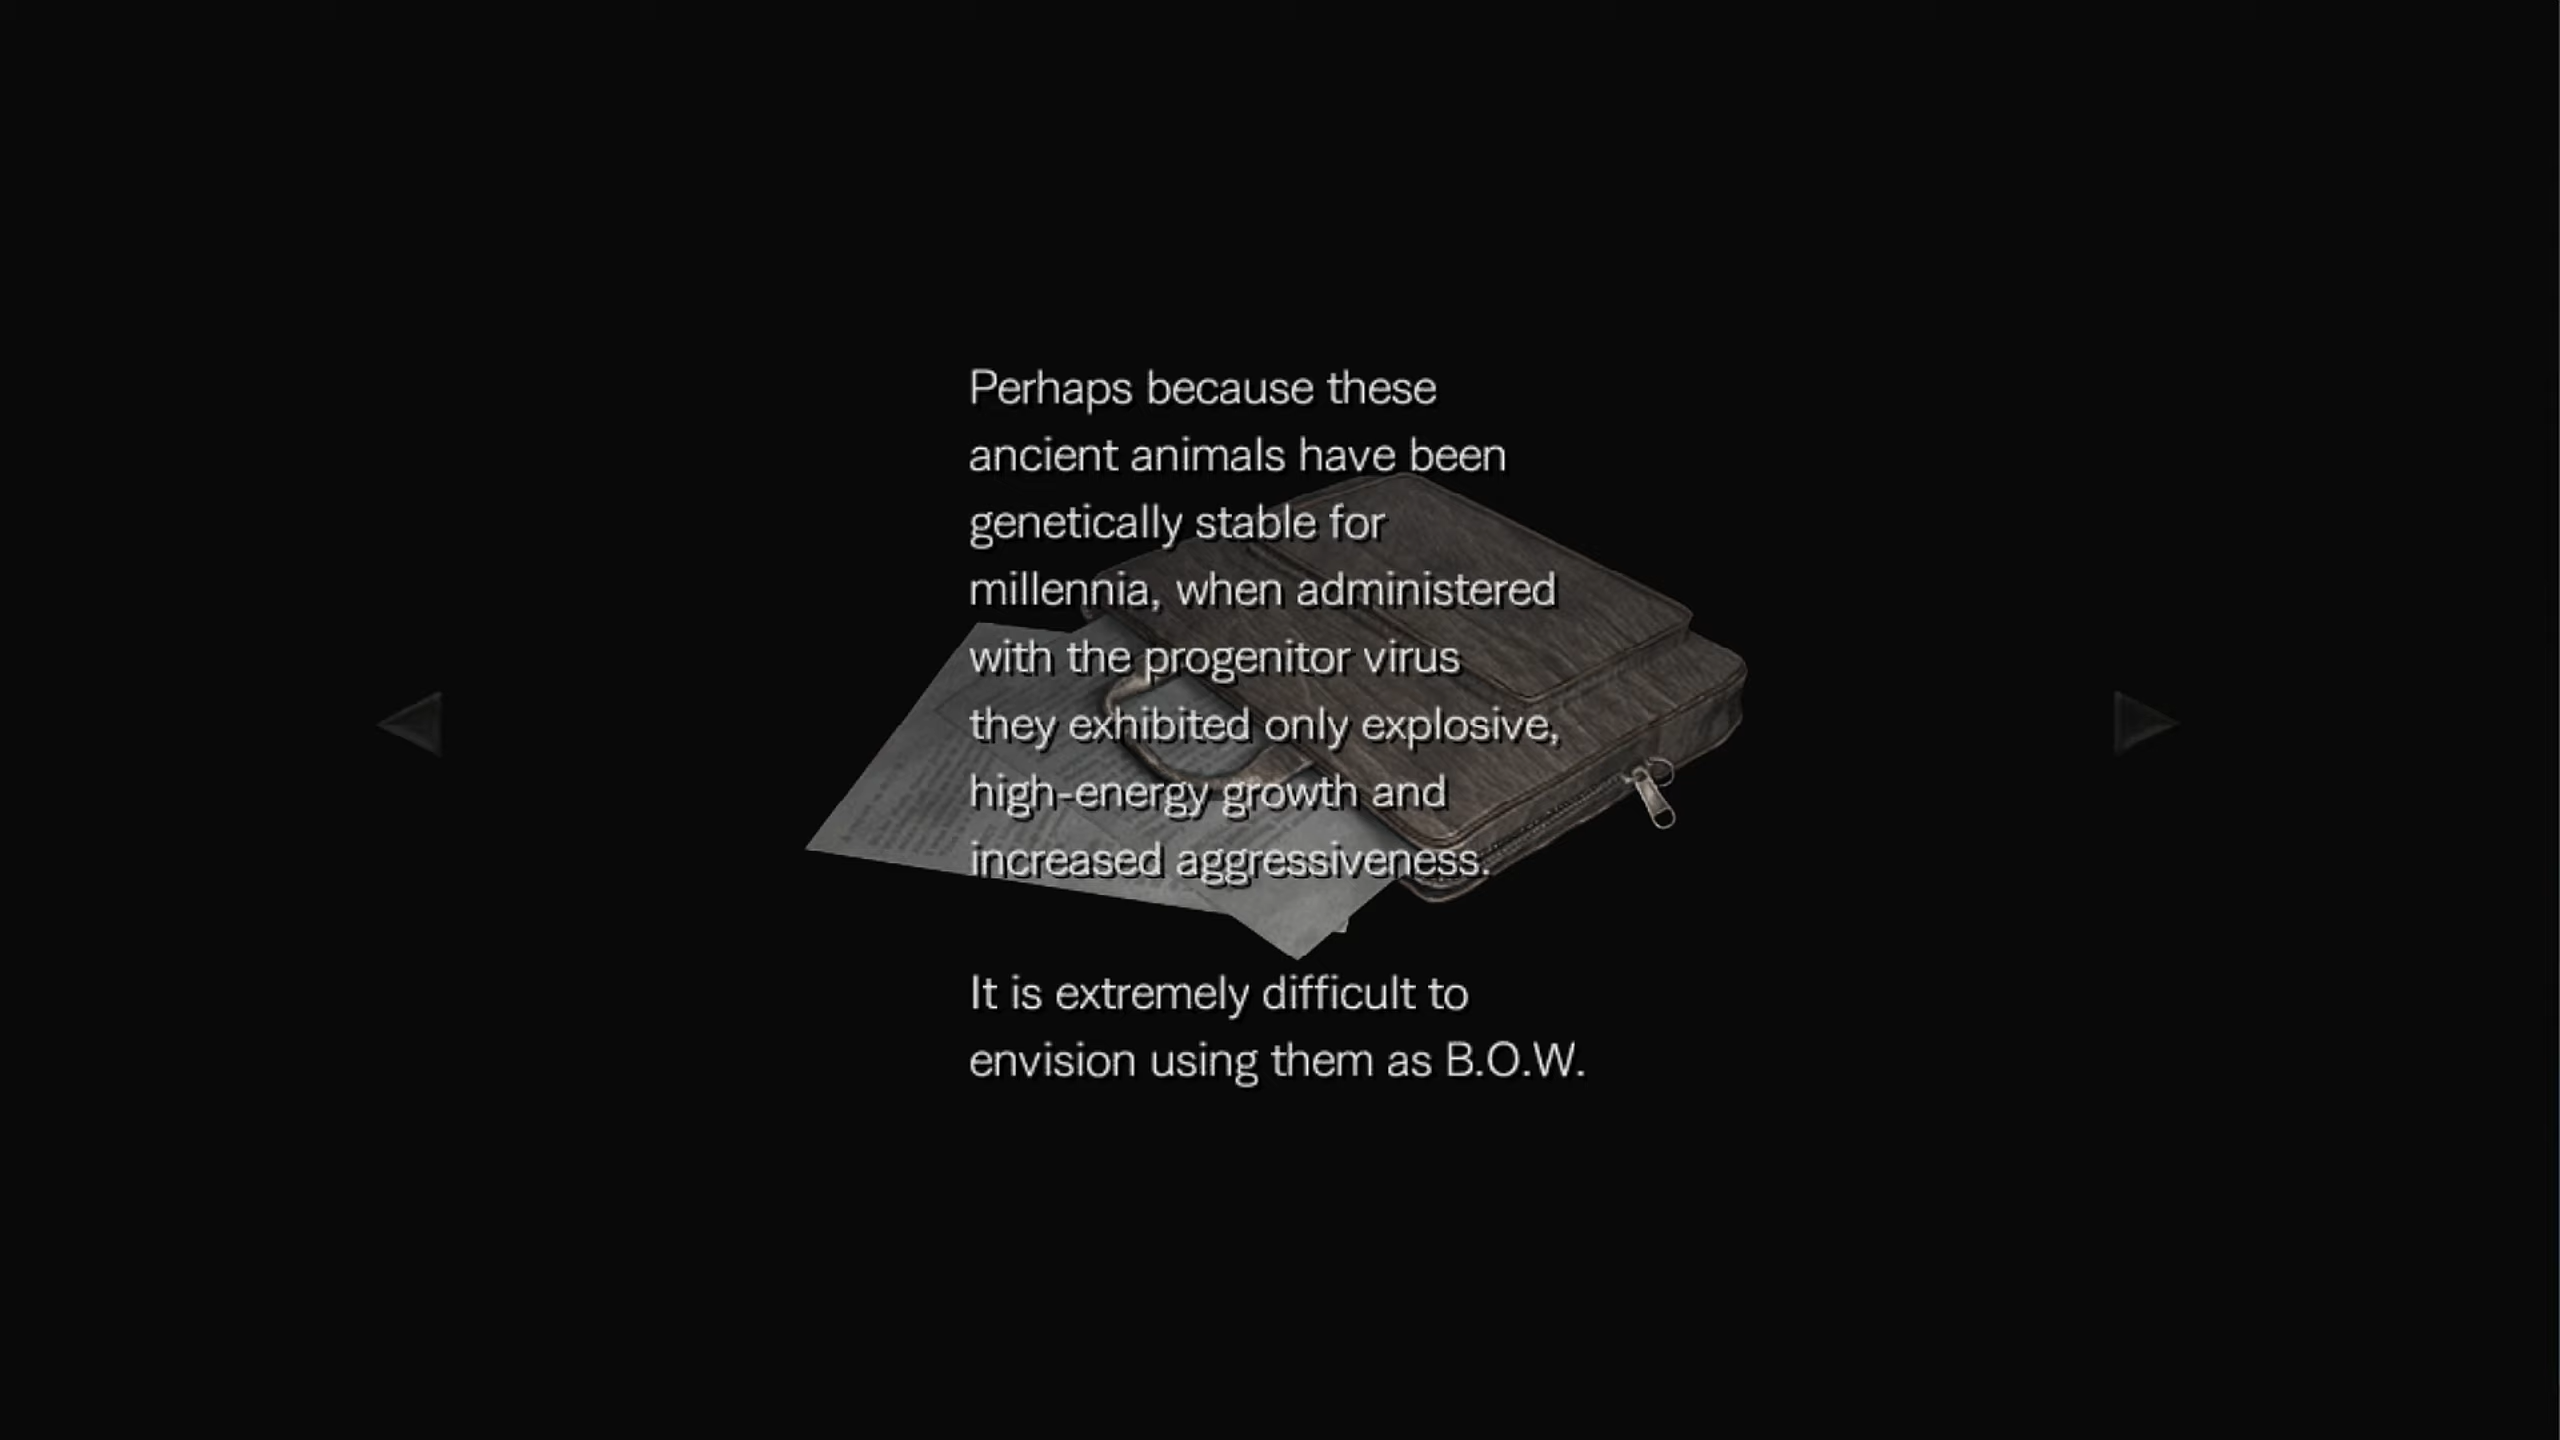 Perhaps because these
ancient animals have been
genetically stable for
millennia, when administered
with the progenitor virus
they exhibited only explosive,
high-energy growth and
increased aggressiveness.
It is extremely difficult to
envision using them as B.O.W.